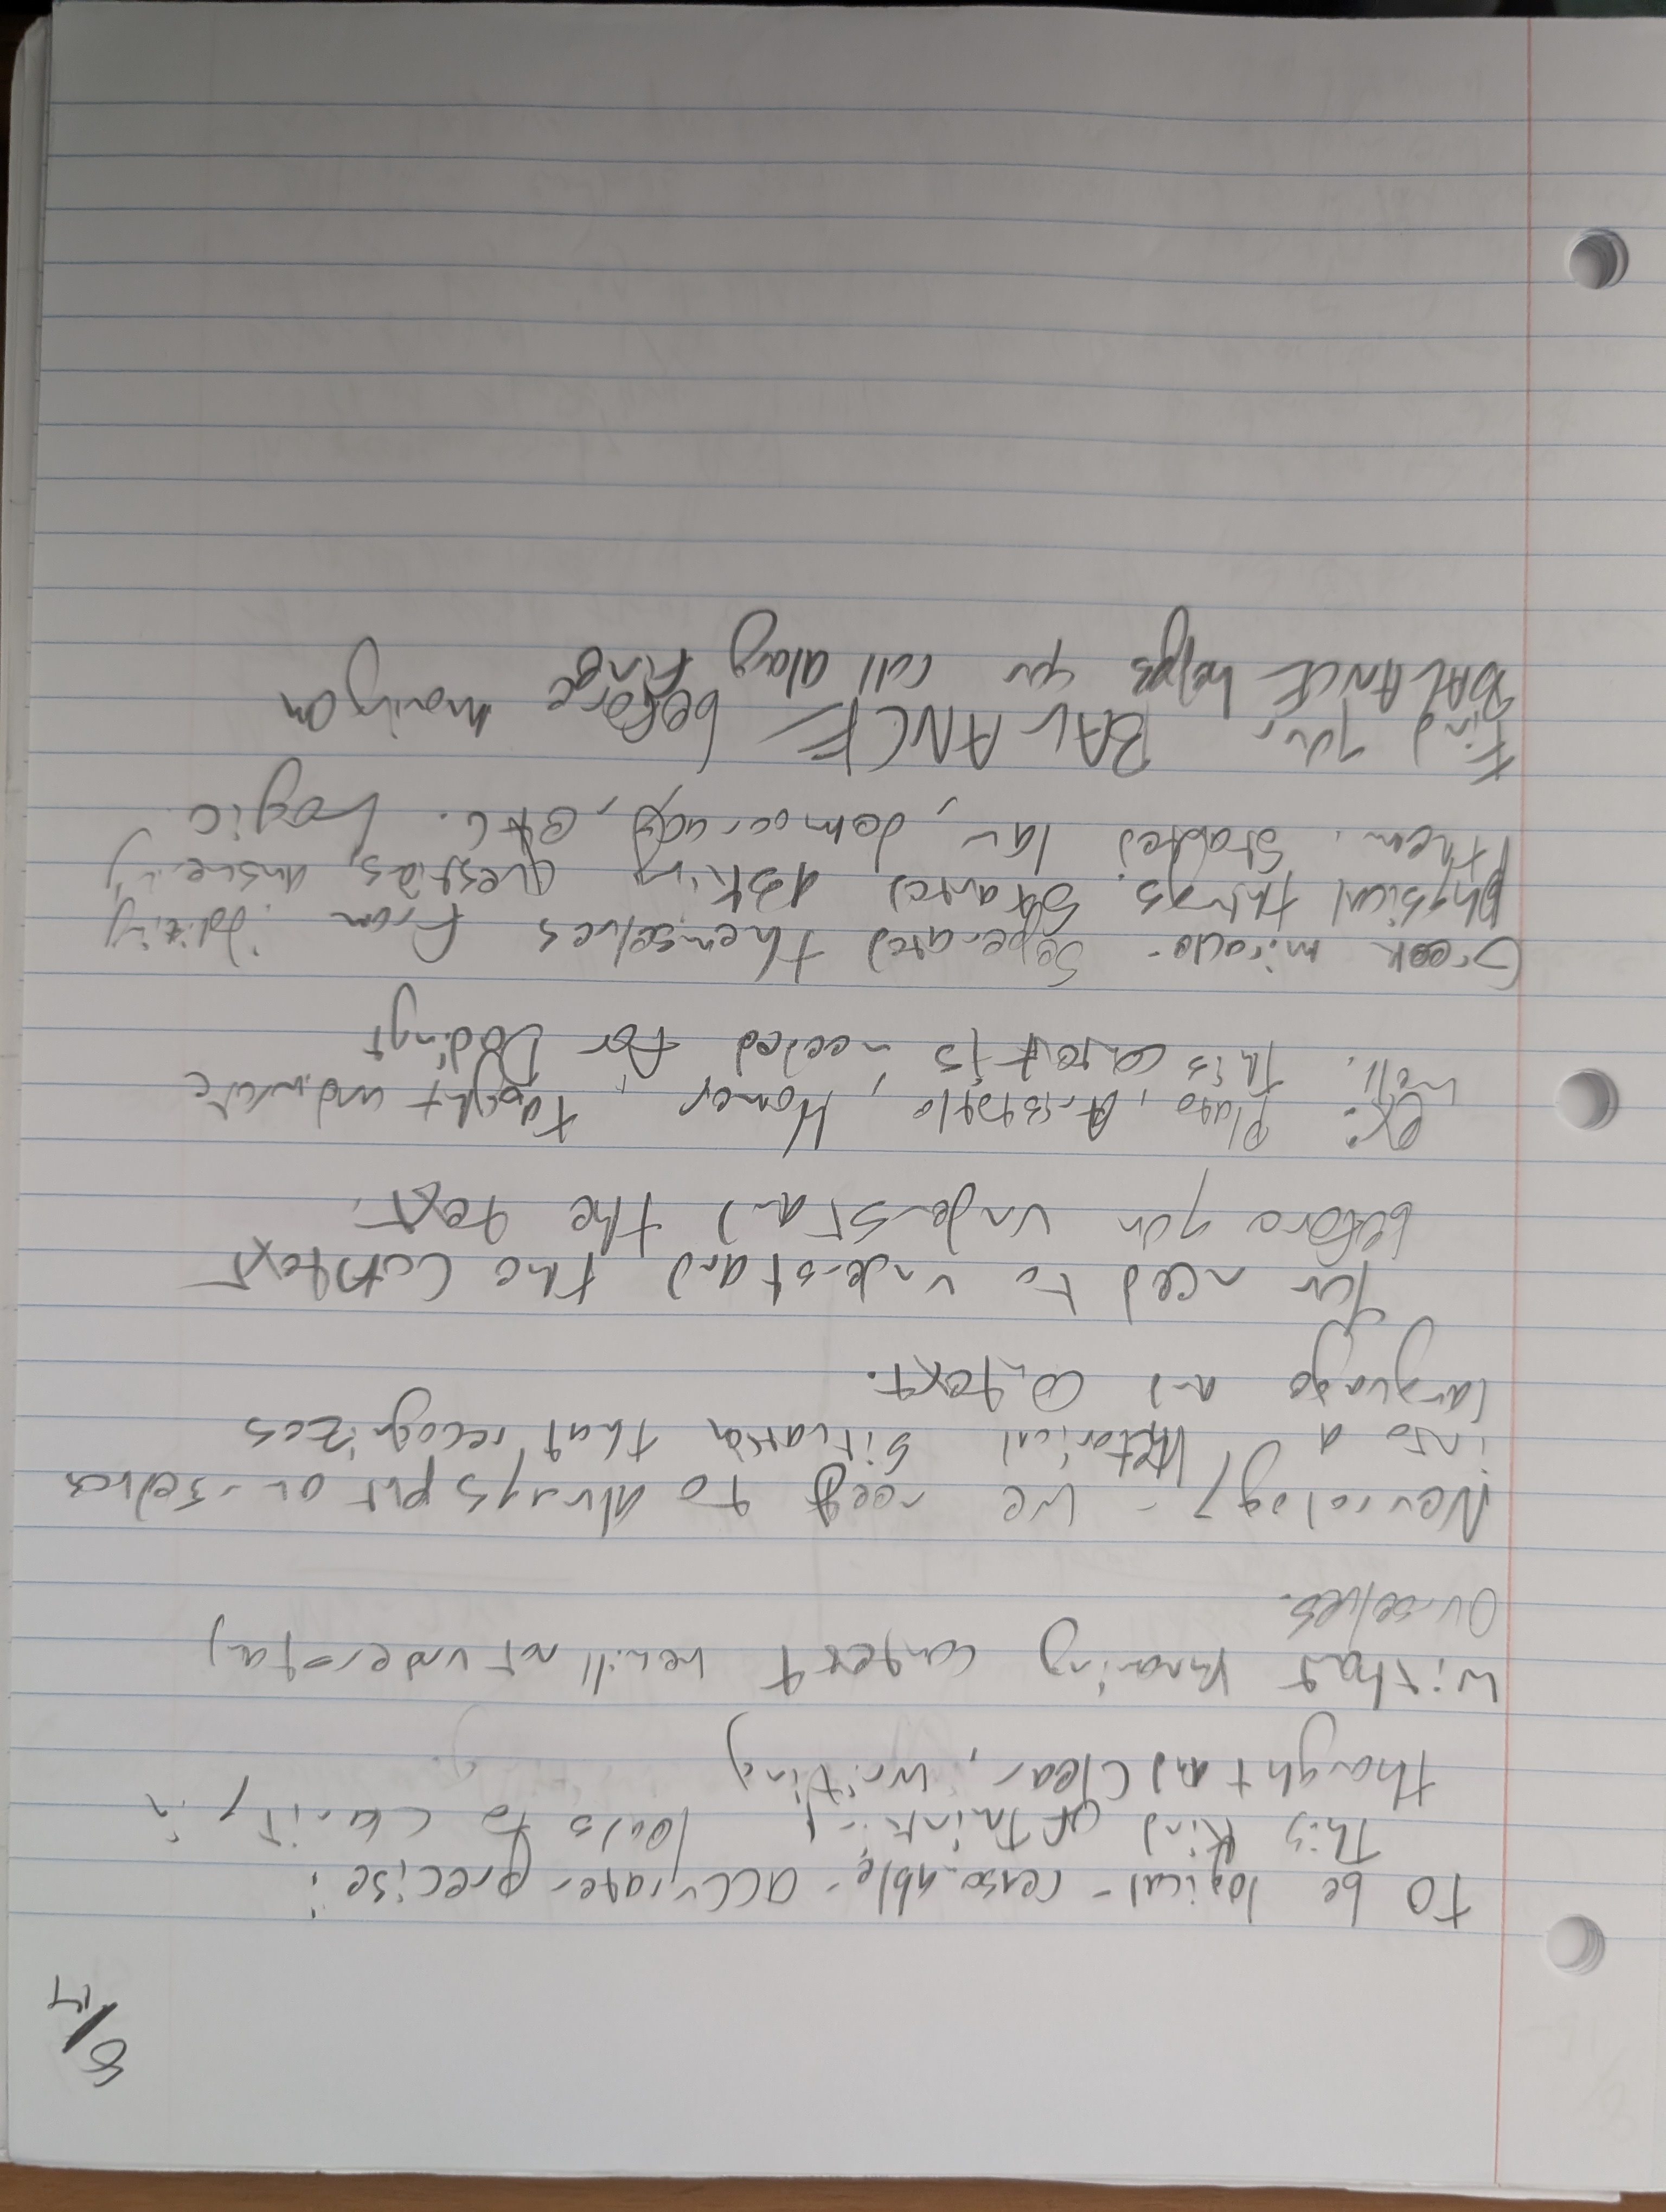 8/14
To be logical - reasonable - accurate - precise:
This kind of thinking leads to clarity in
thought and clear, writing
without knowing context we will not understand
ourselves.
Neurology - we need to always put ourselves
into a rhetorical situation that recognizes
language and context.
You need to understand the context
before you understand the text.
ex: Plato, Aristotle, Homer, taught and wrote
well. This context is needed for
Greek miracle - Seperated themselves from
physical things. Started asking questions, answering
them. Started law, democracy, etc. Logic
Find your BALANCE before moving on
BALANCE helps you roll along fine